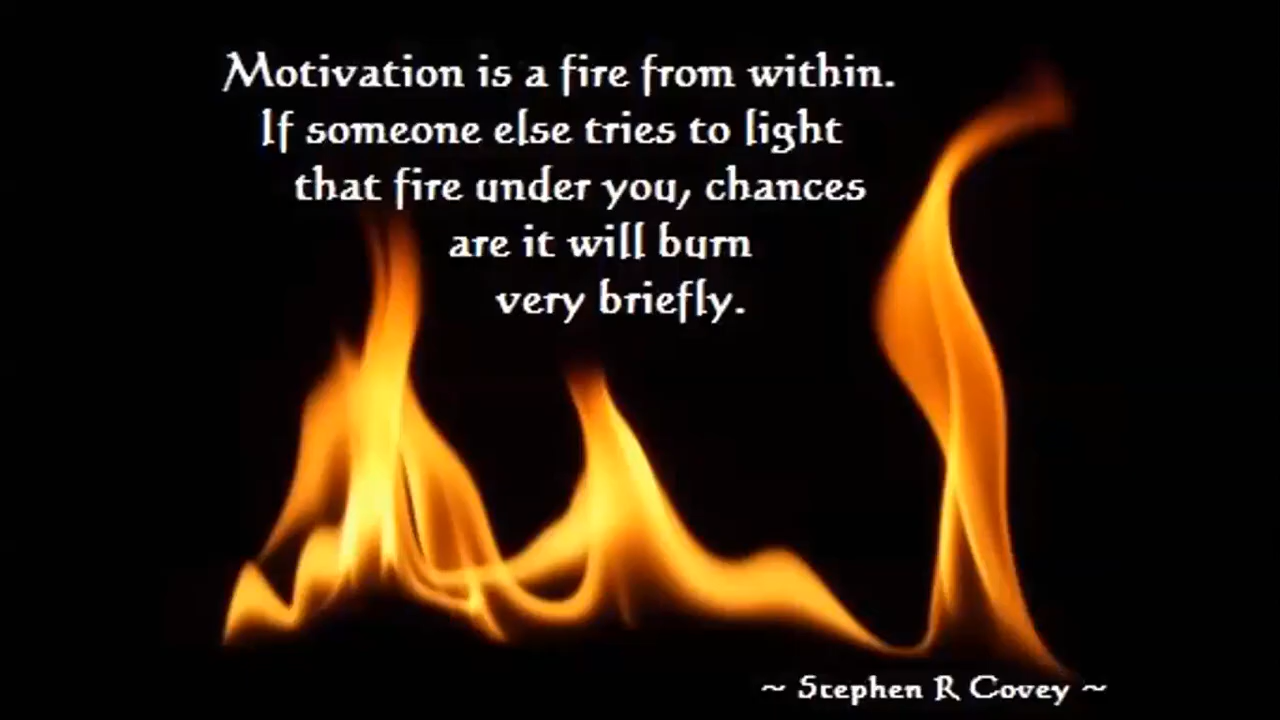 Motivation is a fire from within.
If someone else tries to light
that fire under you, chances
are it will burn
very briefly.
~ Stephen R Covey ~